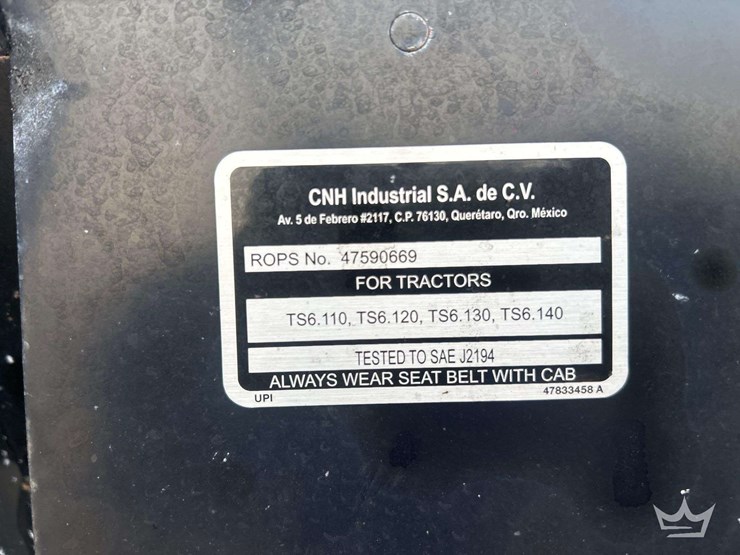 CNH Industrial S.A. de C.V.
Av. 5 de Febrero #2117, C.P. 76130, Querétaro, Qro. México
ROPS No. 47590669
FOR TRACTORS
TS6.110, TS6.120, TS6.130, TS6.140
TESTED TO SAE J2194
ALWAYS WEAR SEAT BELT WITH CAB
UPI 47833458 A